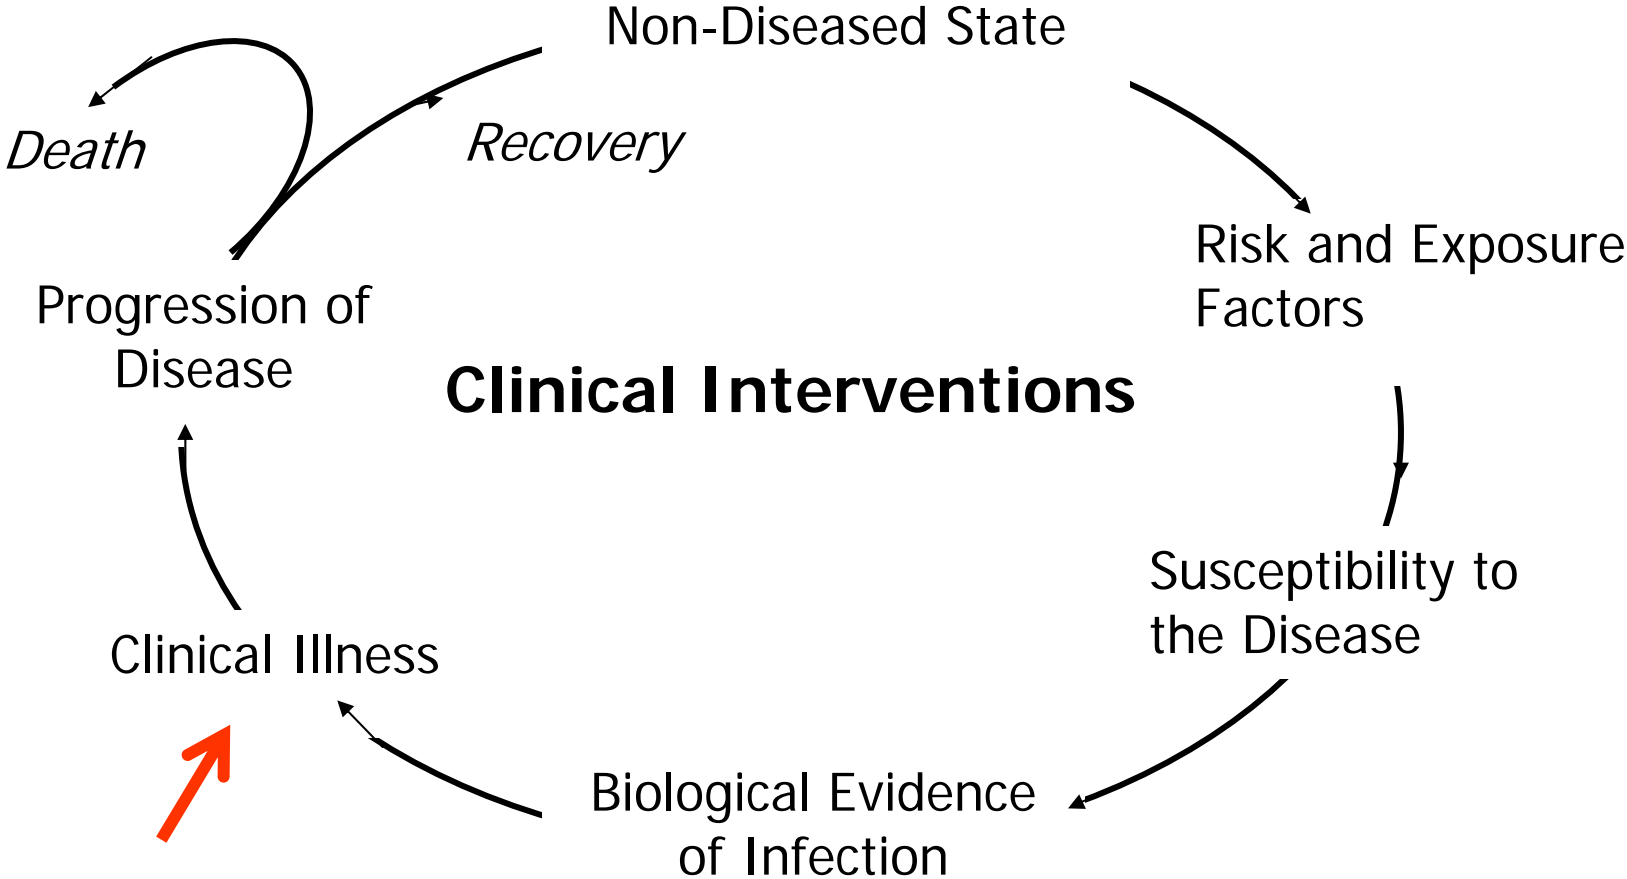 Non-Diseased State
Death
Recovery
Risk and Exposure
Factors
Progression of
Disease
Clinical Interventions
Susceptibility to
the Disease
Clinical Illness
Biological Evidence
of Infection